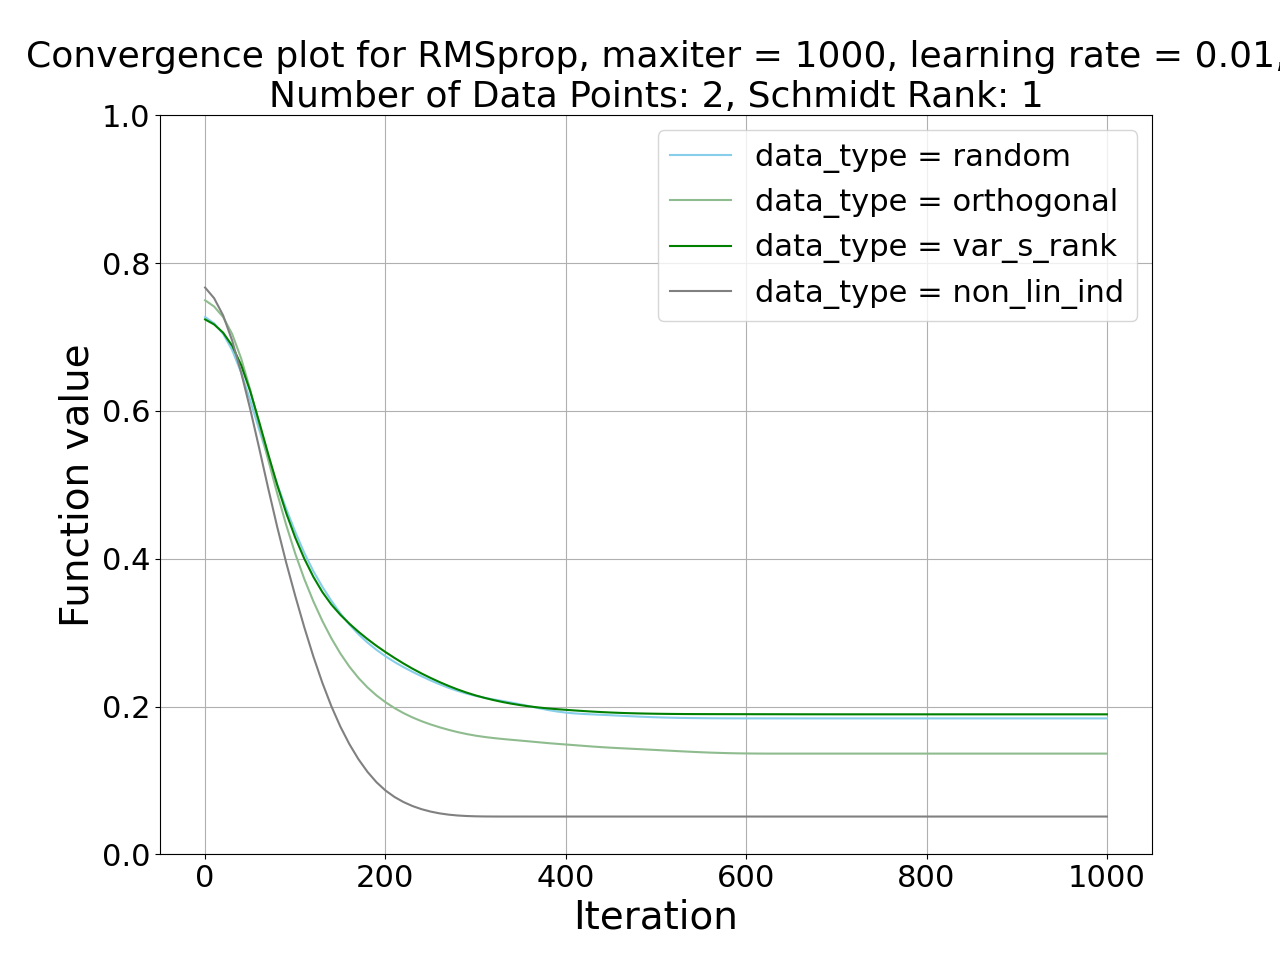 Convergence plot for RMSprop, maxiter = 1000, learning rate = 0.01,
Number of Data Points: 2, Schmidt Rank: 1
1.0
0.8
0.6
0.4
0.2
0.0
Function value
data_type = random
data_type = orthogonal
data_type = var_s_rank
data_type = non_lin_ind
0 200 400 600 800 1000
Iteration